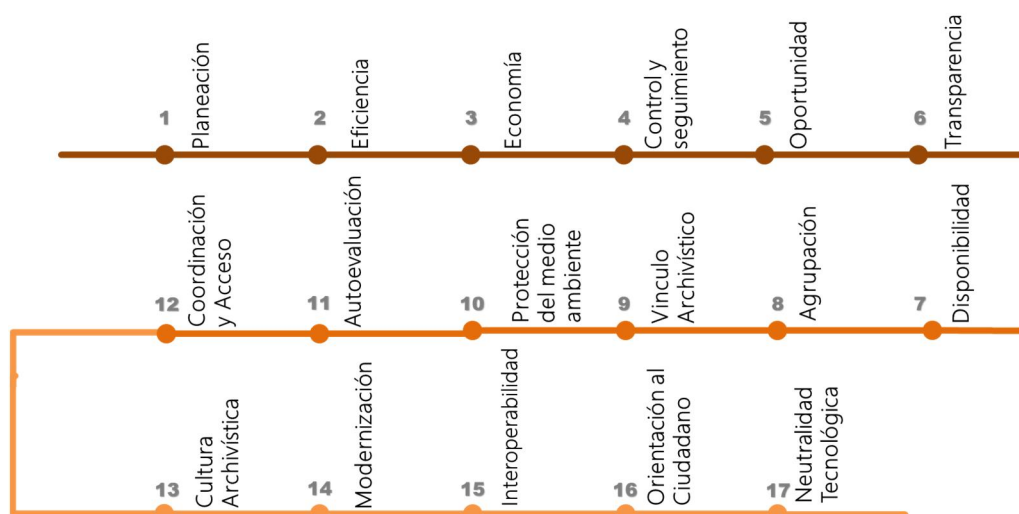 1
Planeación
2
Eficiencia
3
Economía
4
Control y
seguimiento
5
Oportunidad
6
Transparencia
7
Disponibilidad
8
Agrupación
9
Vinculo
Archivístico
10
Protección
del medio
ambiente
11
Autoevaluación
12
Coordinación
y Acceso
13
Cultura
Archivística
14
Modernización
15
Interoperabilidad
16
Orientación al
Ciudadano
17
Neutralidad
Tecnológica